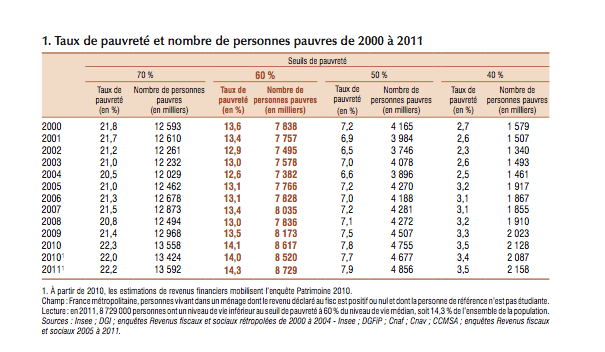 1. Taux de pauvreté et nombre de personnes pauvres de 2000 à 2011
Seuils de pauvreté
70 % 60 % 50 % 40 %
Taux de pauvreté (en %) Nombre de personnes pauvres (en milliers) Taux de pauvreté (en %) Nombre de personnes pauvres (en milliers) Taux de pauvreté (en %) Nombre de personnes pauvres (en milliers) Taux de pauvreté (en %) Nombre de personnes pauvres (en milliers)
2000 21,8 12 593 13,6 7 838 7,2 4 165 2,7 1 579
2001 21,7 12 610 13,4 7 757 6,9 3 984 2,6 1 507
2002 21,2 12 261 12,9 7 495 6,5 3 746 2,3 1 340
2003 21,0 12 232 13,0 7 578 7,0 4 078 2,6 1 493
2004 20,5 12 029 12,6 7 382 6,6 3 896 2,5 1 461
2005 21,0 12 462 13,1 7 766 7,2 4 270 3,2 1 917
2006 21,3 12 678 13,1 7 828 7,0 4 188 3,1 1 867
2007 21,5 12 873 13,4 8 035 7,2 4 281 3,1 1 855
2008 20,8 12 494 13,0 7 836 7,1 4 272 3,2 1 910
2009 21,4 12 968 13,5 8 173 7,5 4 507 3,3 2 023
2010 22,3 13 558 14,1 8 617 7,8 4 755 3,5 2 128
2010¹ 22,0 13 424 14,0 8 520 7,7 4 677 3,4 2 087
2011¹ 22,2 13 592 14,3 8 729 7,9 4 856 3,5 2 158
1. À partir de 2010, les estimations de revenus financiers mobilisent l'enquête Patrimoine 2010.
Champ : France métropolitaine, personnes vivant dans un ménage dont le revenu déclaré au fisc est positif ou nul et dont la personne de référence n'est pas étudiante.
Lecture : en 2011, 8 729 000 personnes ont un niveau de vie inférieur au seuil de pauvreté à 60 % du niveau de vie médian, soit 14,3 % de l'ensemble de la population.
Sources : Insee ; DGI ; enquêtes Revenus fiscaux et sociaux rétropolées de 2000 à 2004 - Insee ; DGFiP ; Cnaf ; Cnav ; CCMSA ; enquêtes Revenus fiscaux
et sociaux 2005 à 2011.